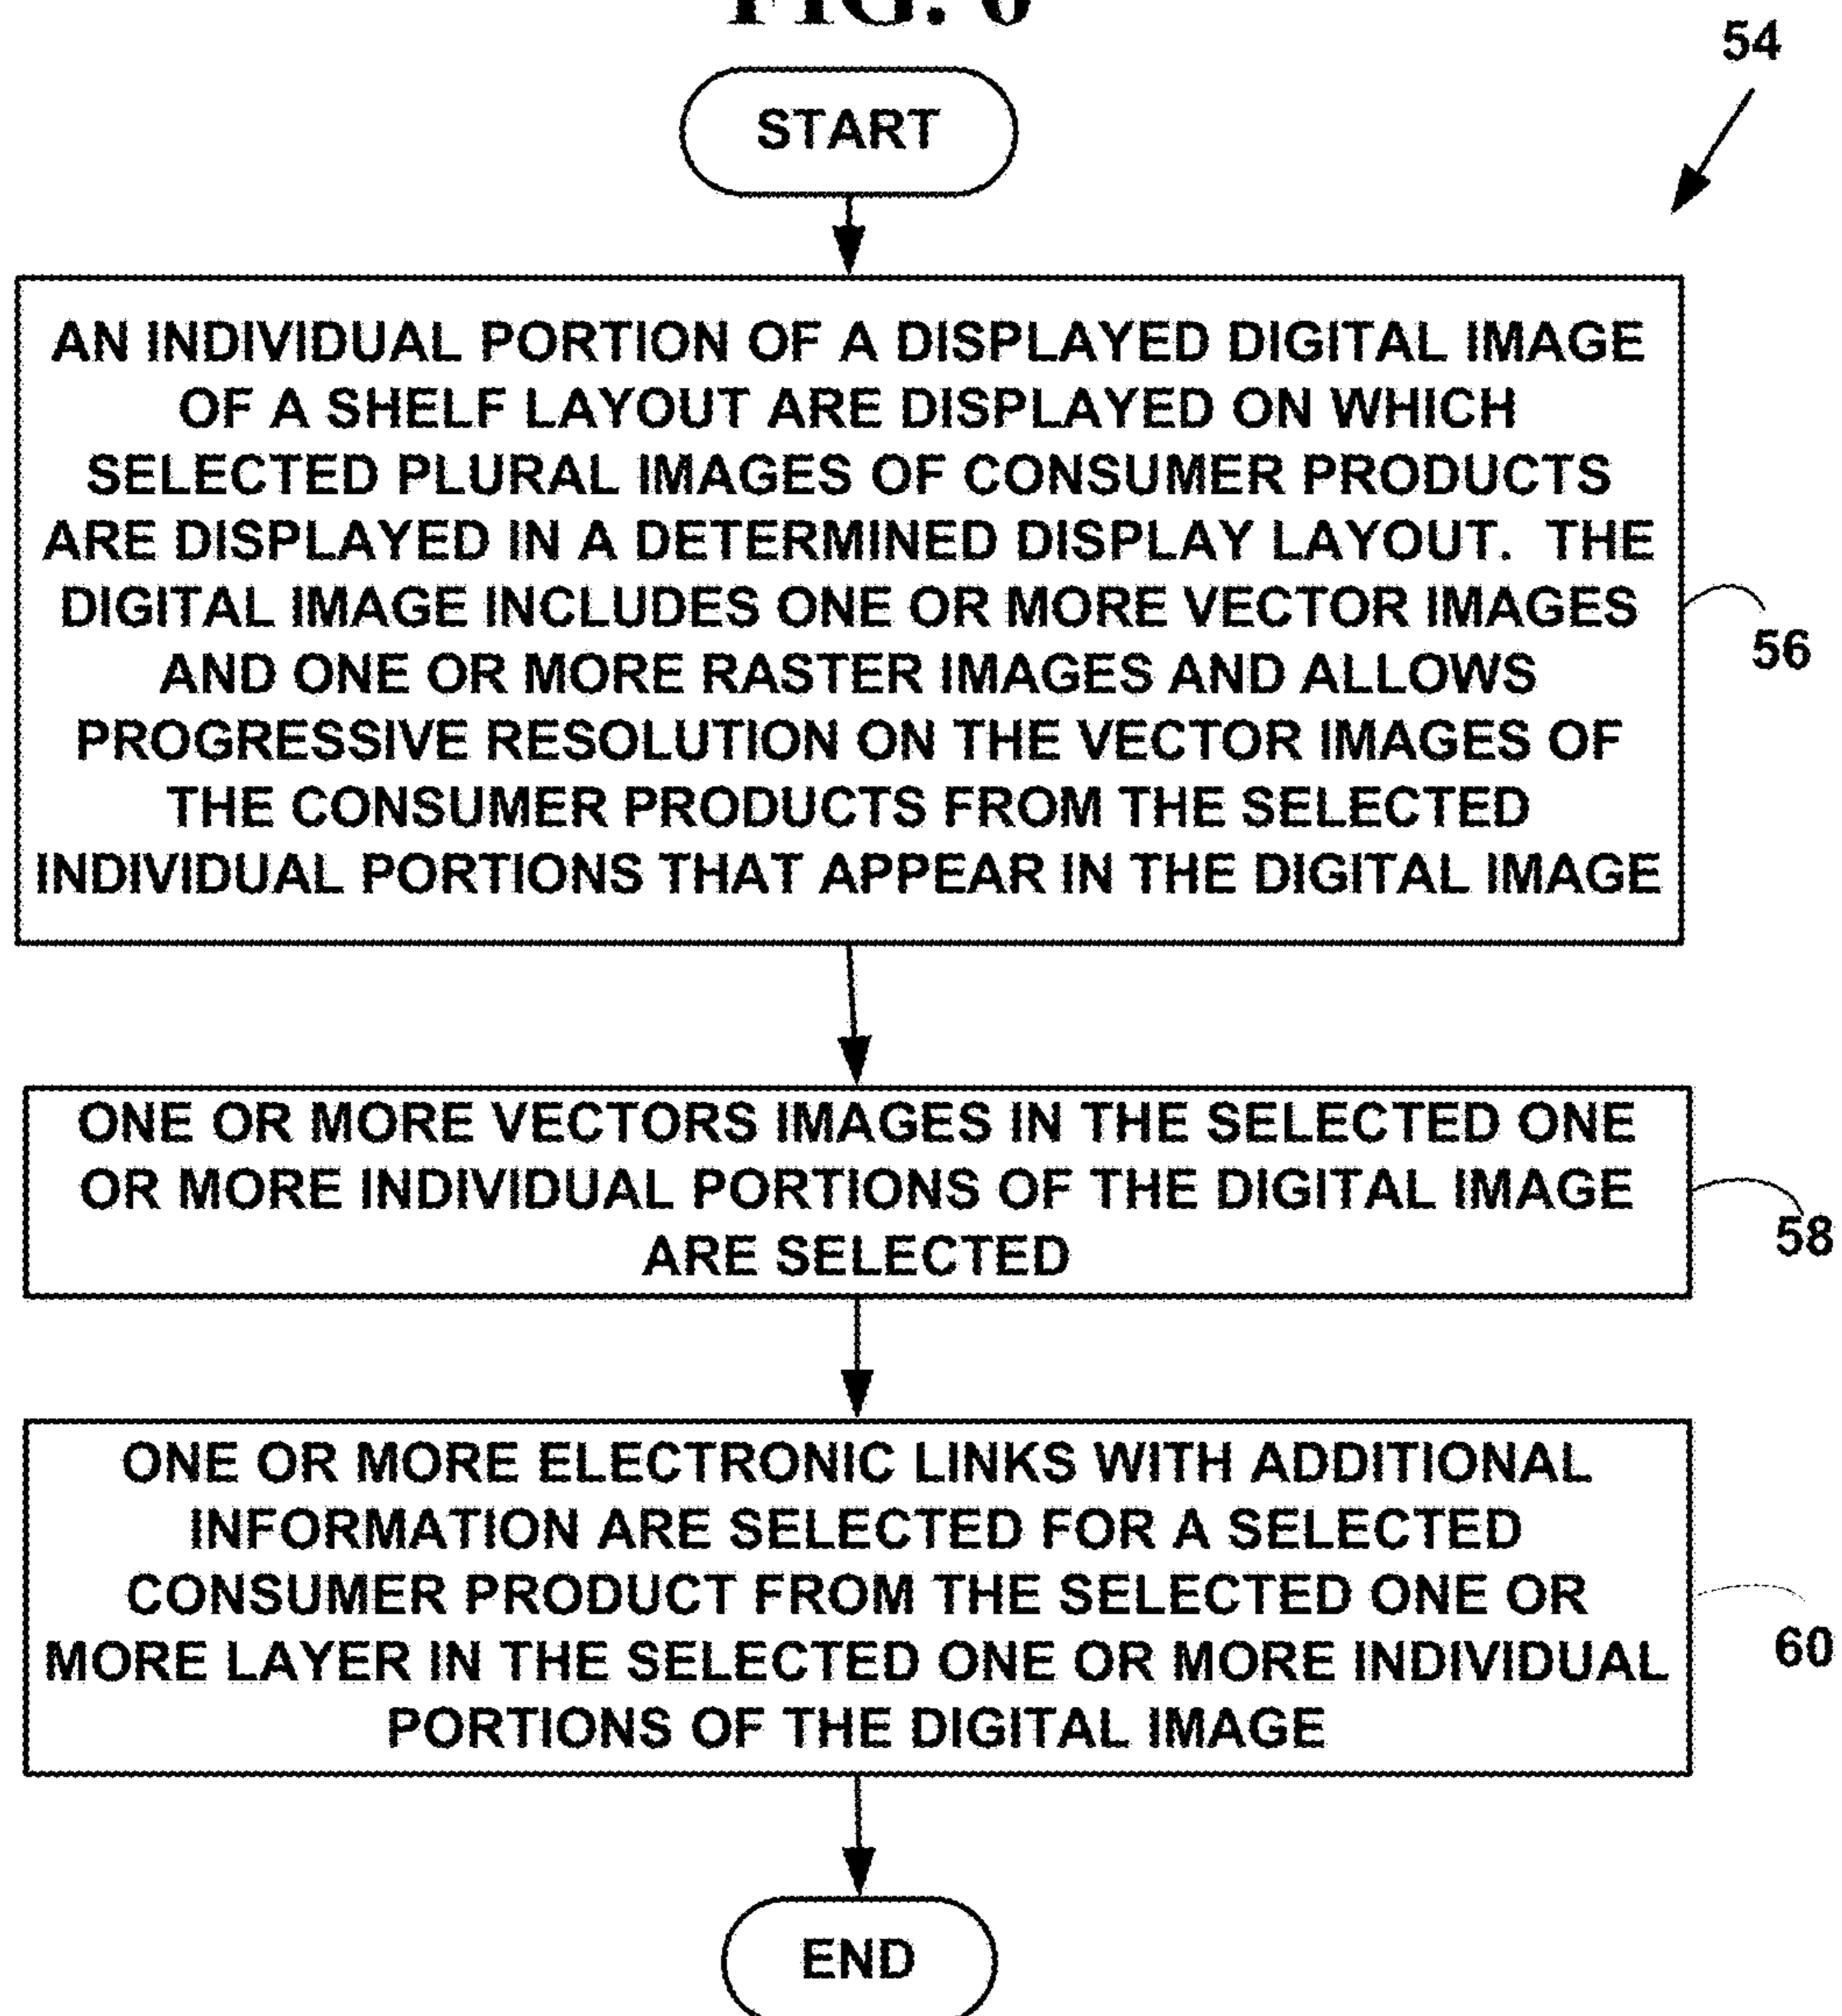 FIG. 6
54
START
AN INDIVIDUAL PORTION OF A DISPLAYED DIGITAL IMAGE
OF A SHELF LAYOUT ARE DISPLAYED ON WHICH
SELECTED PLURAL IMAGES OF CONSUMER PRODUCTS
ARE DISPLAYED IN A DETERMINED DISPLAY LAYOUT. THE
DIGITAL IMAGE INCLUDES ONE OR MORE VECTOR IMAGES
AND ONE OR MORE RASTER IMAGES AND ALLOWS
PROGRESSIVE RESOLUTION ON THE VECTOR IMAGES OF
THE CONSUMER PRODUCTS FROM THE SELECTED
INDIVIDUAL PORTIONS THAT APPEAR IN THE DIGITAL IMAGE
56
ONE OR MORE VECTORS IMAGES IN THE SELECTED ONE
OR MORE INDIVIDUAL PORTIONS OF THE DIGITAL IMAGE
ARE SELECTED
58
ONE OR MORE ELECTRONIC LINKS WITH ADDITIONAL
INFORMATION ARE SELECTED FOR A SELECTED
CONSUMER PRODUCT FROM THE SELECTED ONE OR
MORE LAYER IN THE SELECTED ONE OR MORE INDIVIDUAL
PORTIONS OF THE DIGITAL IMAGE
60
END